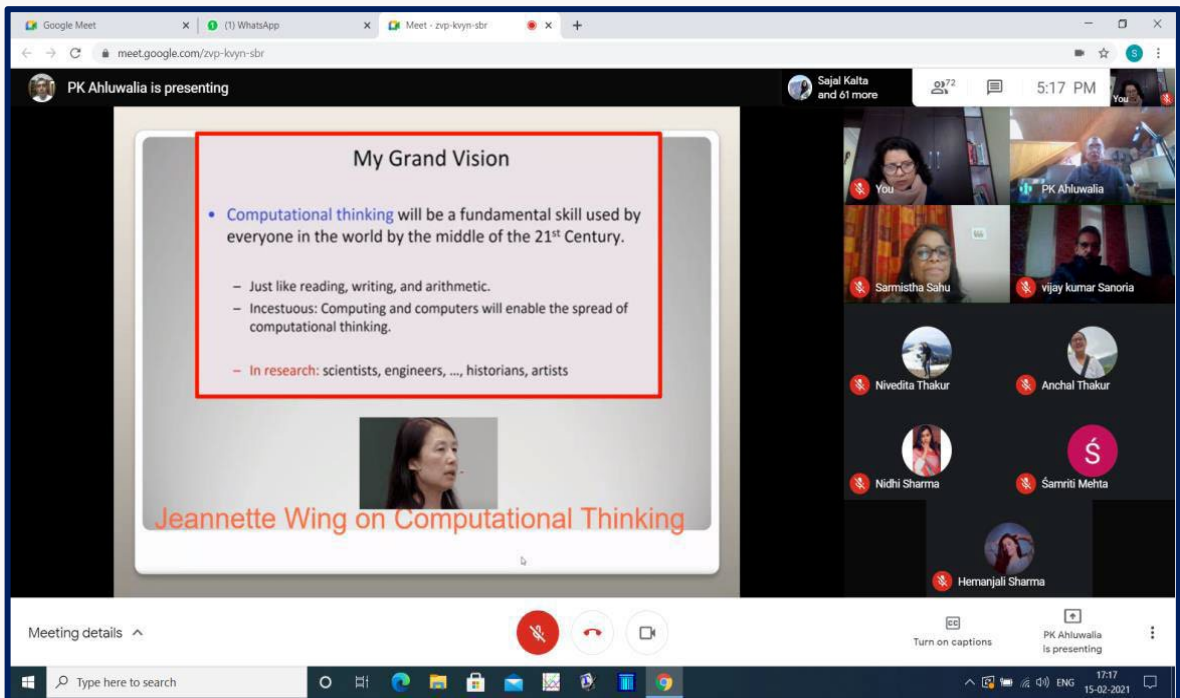 Google Meet
(1) WhatsApp
Meet - zvp-kvyn-sbr
meet.google.com/zvp-kvyn-sbr
S
PK Ahluwalia is presenting
Sajal Kalta
and 61 more
72
5:17 PM
You
My Grand Vision
• Computational thinking will be a fundamental skill used by
everyone in the world by the middle of the 21st Century.
– Just like reading, writing, and arithmetic.
– Incestuous: Computing and computers will enable the spread of
computational thinking.
– In research: scientists, engineers, ..., historians, artists
Jeannette Wing on Computational Thinking
You
PK Ahluwalia
Sarmistha Sahu
vijay kumar Sanoria
Nivedita Thakur
Anchal Thakur
Nidhi Sharma
Ś
Śamriti Mehta
Hemanjali Sharma
Meeting details
CC
Turn on captions
PK Ahluwalia
is presenting
Type here to search
ENG
17:17
15-02-2021